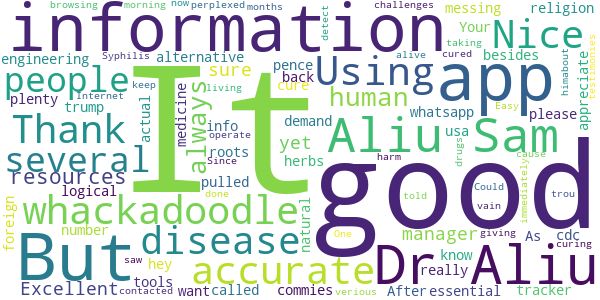 browsing morning now perplexed months challenges
information Nice religion
messing
Your
detect
engineering Syphilis alternative sure pence Using app besides taking cured
people keep internet living back cure human alive
plenty trump actual medicine always info demand whatsapp please appreciate testimonies himabout
Thank yet Aliu Sam Easy
several logical roots herbs usa operate drugs cause
resources Since pulled harm
It good
foreign whackadoodle natural done told Could vain trou immediately
number called One manager giving
But disease Dr Aliu
hey really As cdc curing
accurate know
Excellent tools saw want commies After essential tracker
contacted verious